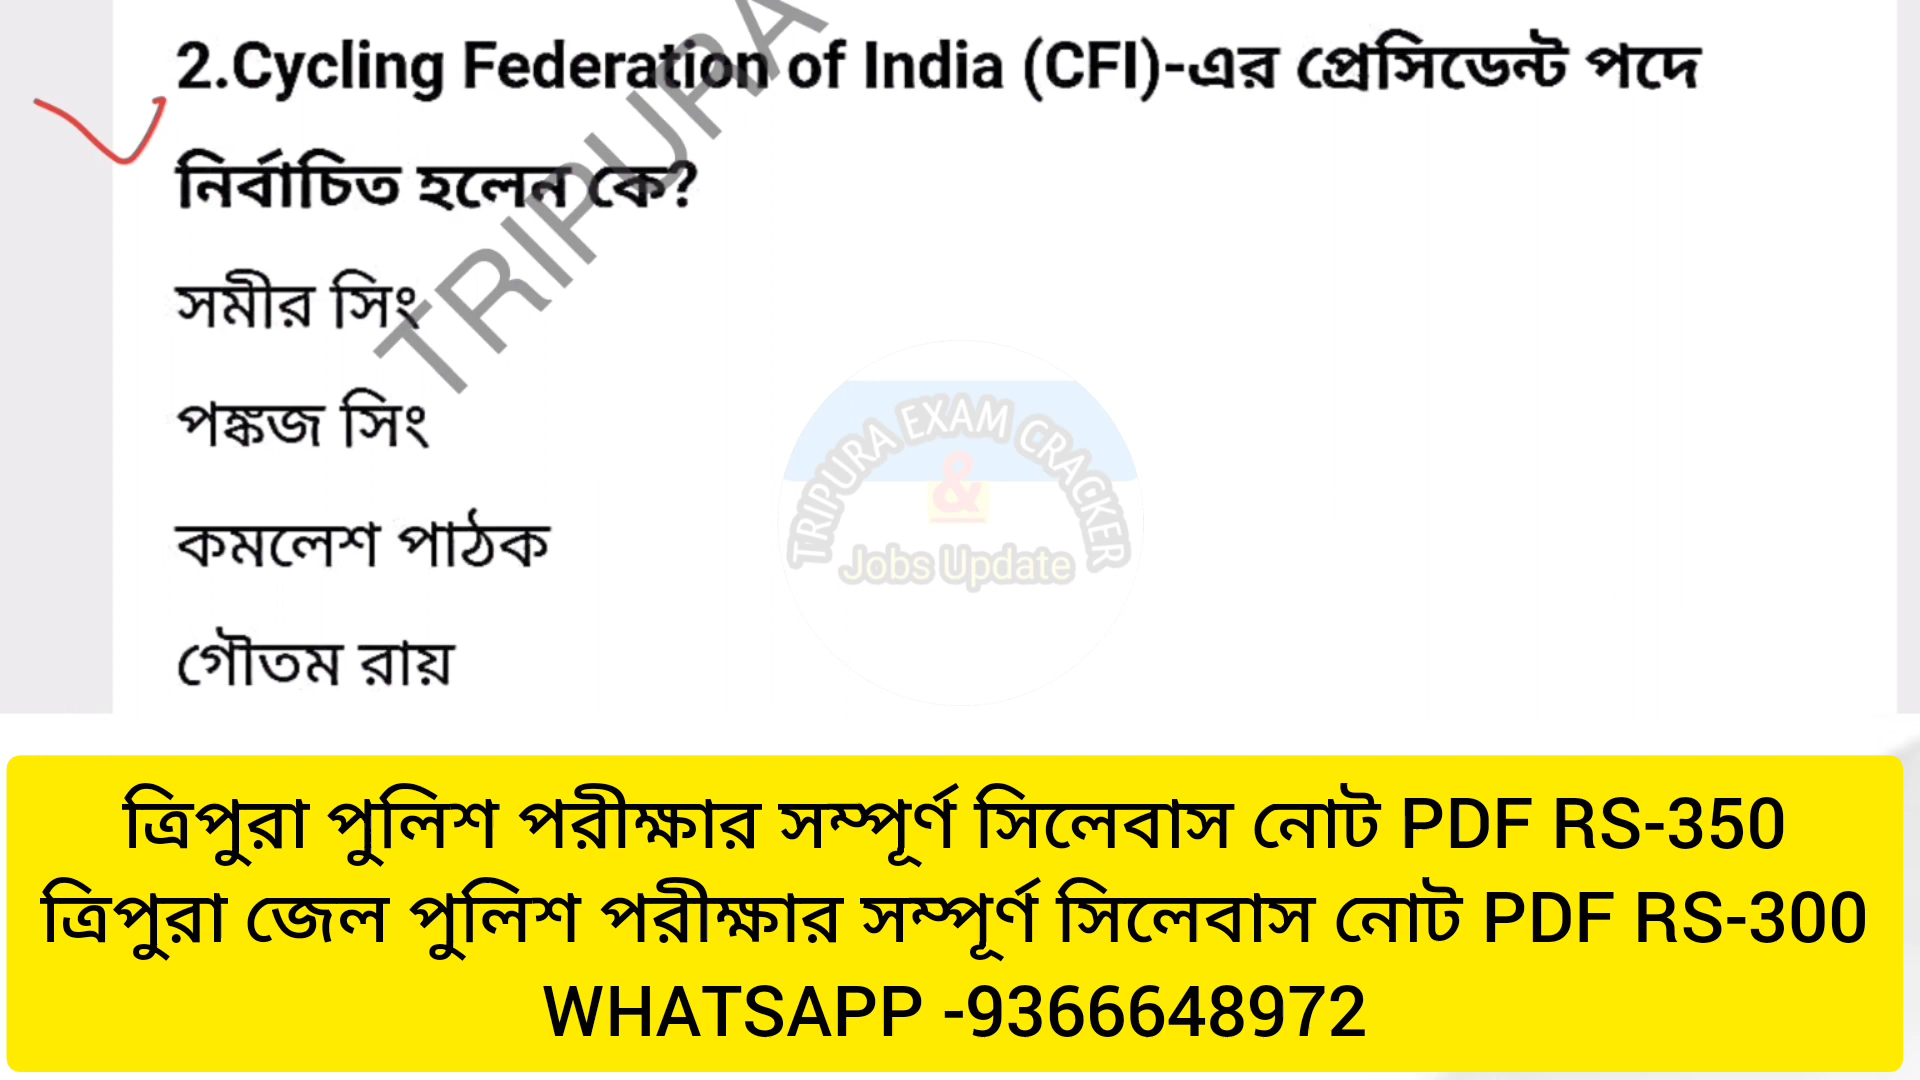 2.Cycling Federation of India (CFI)-এর প্রেসিডেন্ট পদে
নির্বাচিত হলেন কে?
সমীর সিং
পঙ্কজ সিং
কমলেশ পাঠক
গৌতম রায়
TRIPURA
TRIPURA EXAM CRACKER
&
Jobs Update
ত্রিপুরা পুলিশ পরীক্ষার সম্পূর্ণ সিলেবাস নোট PDF RS-350
ত্রিপুরা জেল পুলিশ পরীক্ষার সম্পূর্ণ সিলেবাস নোট PDF RS-300
WHATSAPP -9366648972